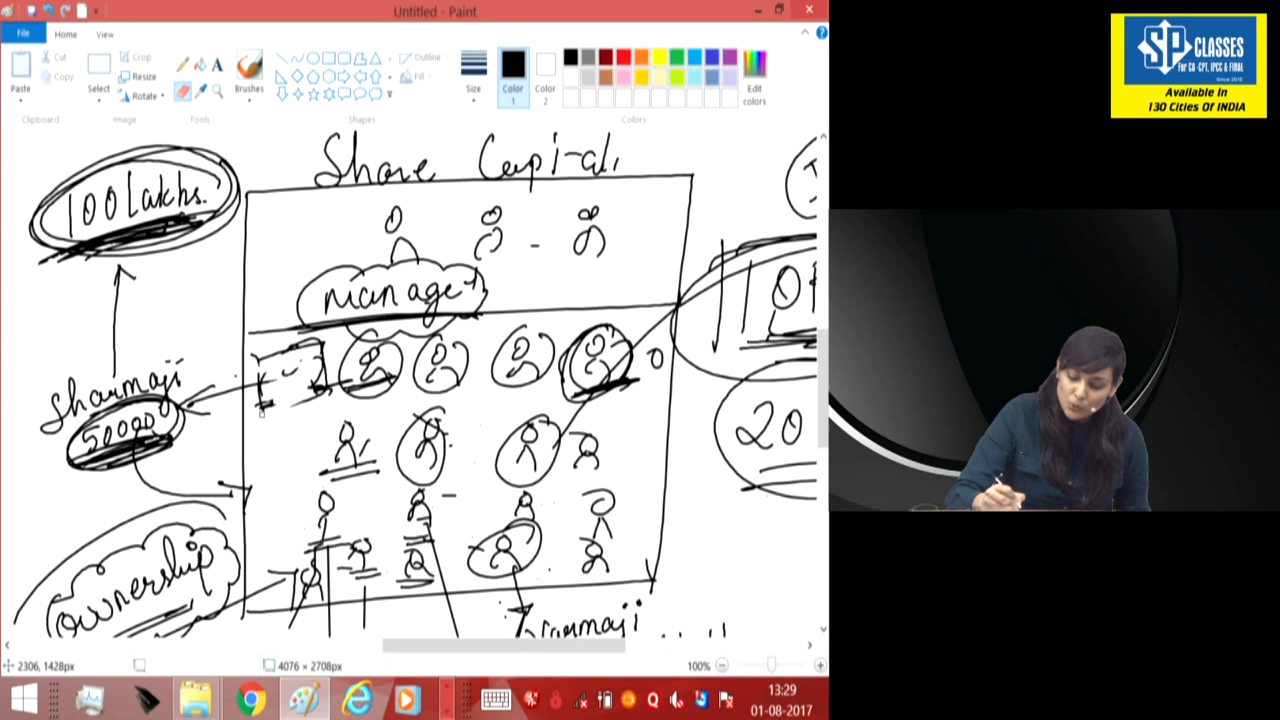 Untitled - Paint
File Home View
Cut
Copy
Paste
Clipboard
Select
Crop
Resize
Rotate
Image
Tools
Brushes
Shapes
Outline
Fill
Size
Color
1
Color
2
Edit
colors
Colors
SP CLASSES
For CA -CPT, IPCC & FINAL
Since 2010
Available In
130 Cities Of INDIA
Share Capital
100 Lakhs.
Manage
Sharmaji
50000
20
Ownership
2306, 1428px
4076 × 2708px
100%
13:29
01-08-2017